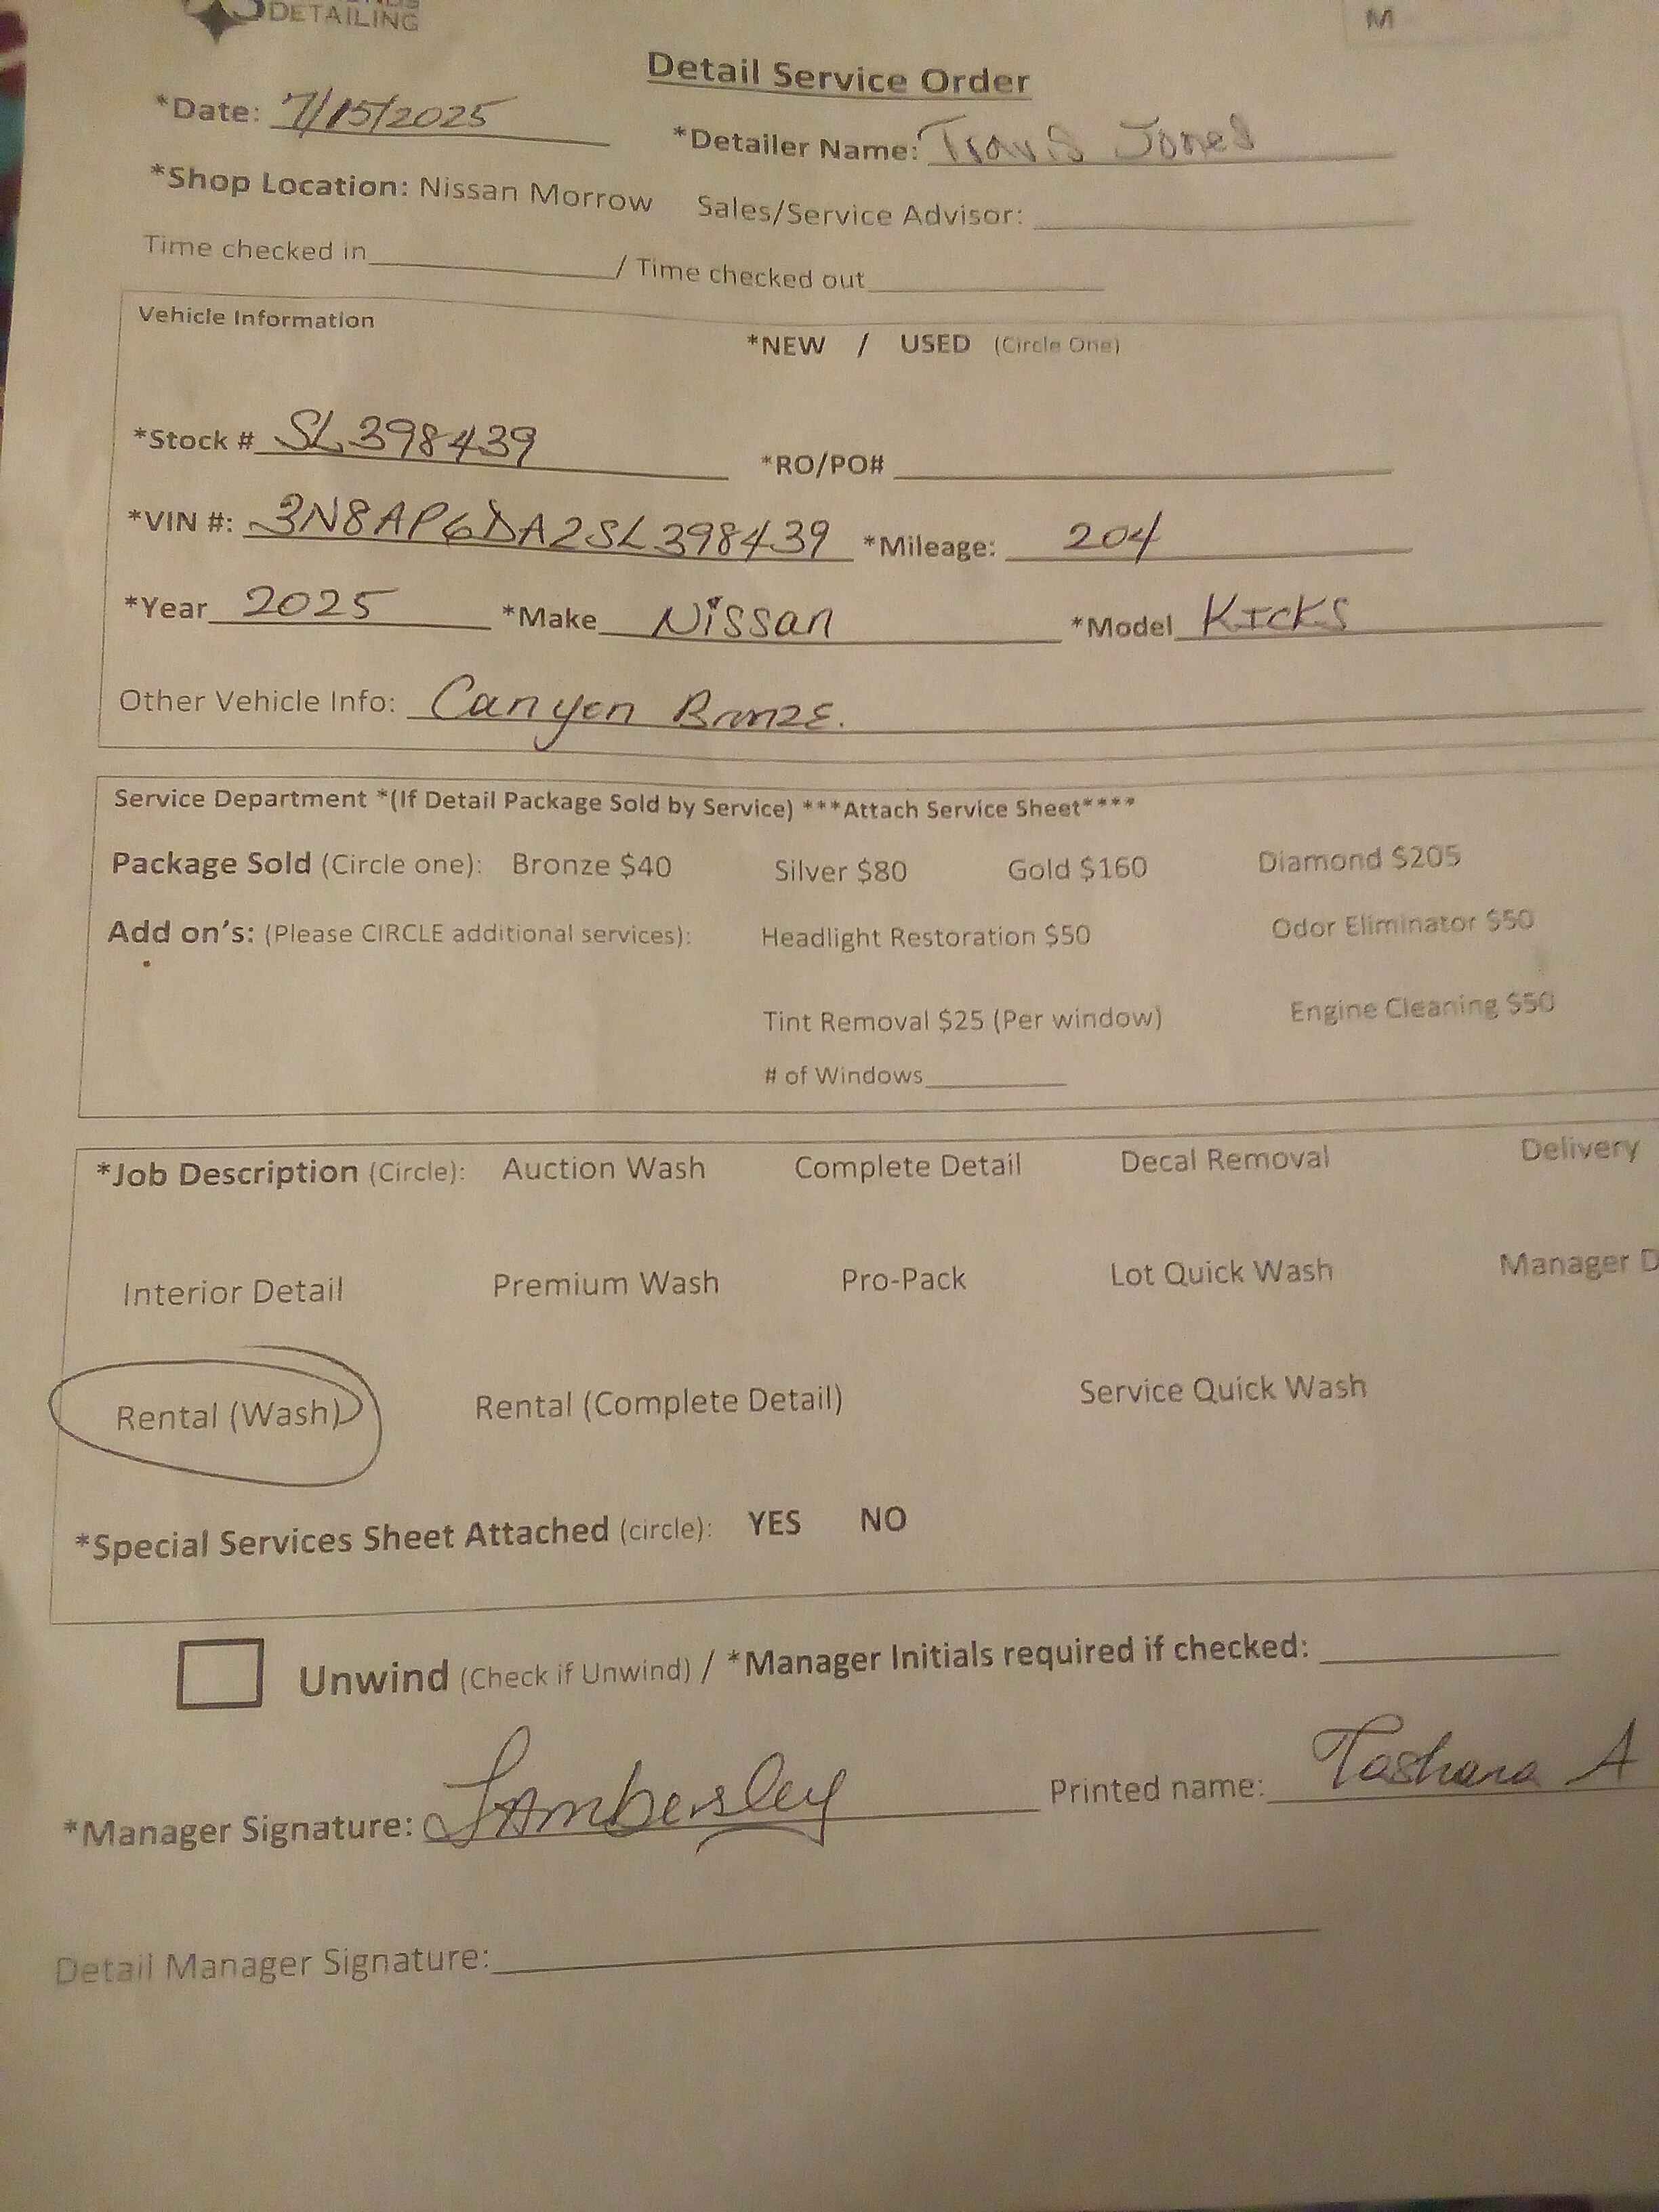 DETAILING
M
Detail Service Order
*Date: 7/15/2025 *Detailer Name: Travis Jones
*Shop Location: Nissan Morrow Sales/Service Advisor:
Time checked in / Time checked out
Vehicle Information
*NEW / USED (Circle One)
*Stock # SL398439 *RO/PO#
*VIN #: 3N8AP6DA2SL398439 *Mileage: 204
*Year 2025 *Make Nissan *Model KICKS
Other Vehicle Info: Canyon Bronze.
Service Department *(If Detail Package Sold by Service) ***Attach Service Sheet****
Package Sold (Circle one): Bronze $40 Silver $80 Gold $160 Diamond $205
Add on's: (Please CIRCLE additional services): Headlight Restoration $50 Odor Eliminator $50
Tint Removal $25 (Per window) Engine Cleaning $50
# of Windows
*Job Description (Circle): Auction Wash Complete Detail Decal Removal Delivery
Interior Detail Premium Wash Pro-Pack Lot Quick Wash Manager D
Rental (Wash) Rental (Complete Detail) Service Quick Wash
*Special Services Sheet Attached (circle): YES NO
Unwind (Check if Unwind) / *Manager Initials required if checked:
*Manager Signature: TAmbersley Printed name: Tashana A
Detail Manager Signature: